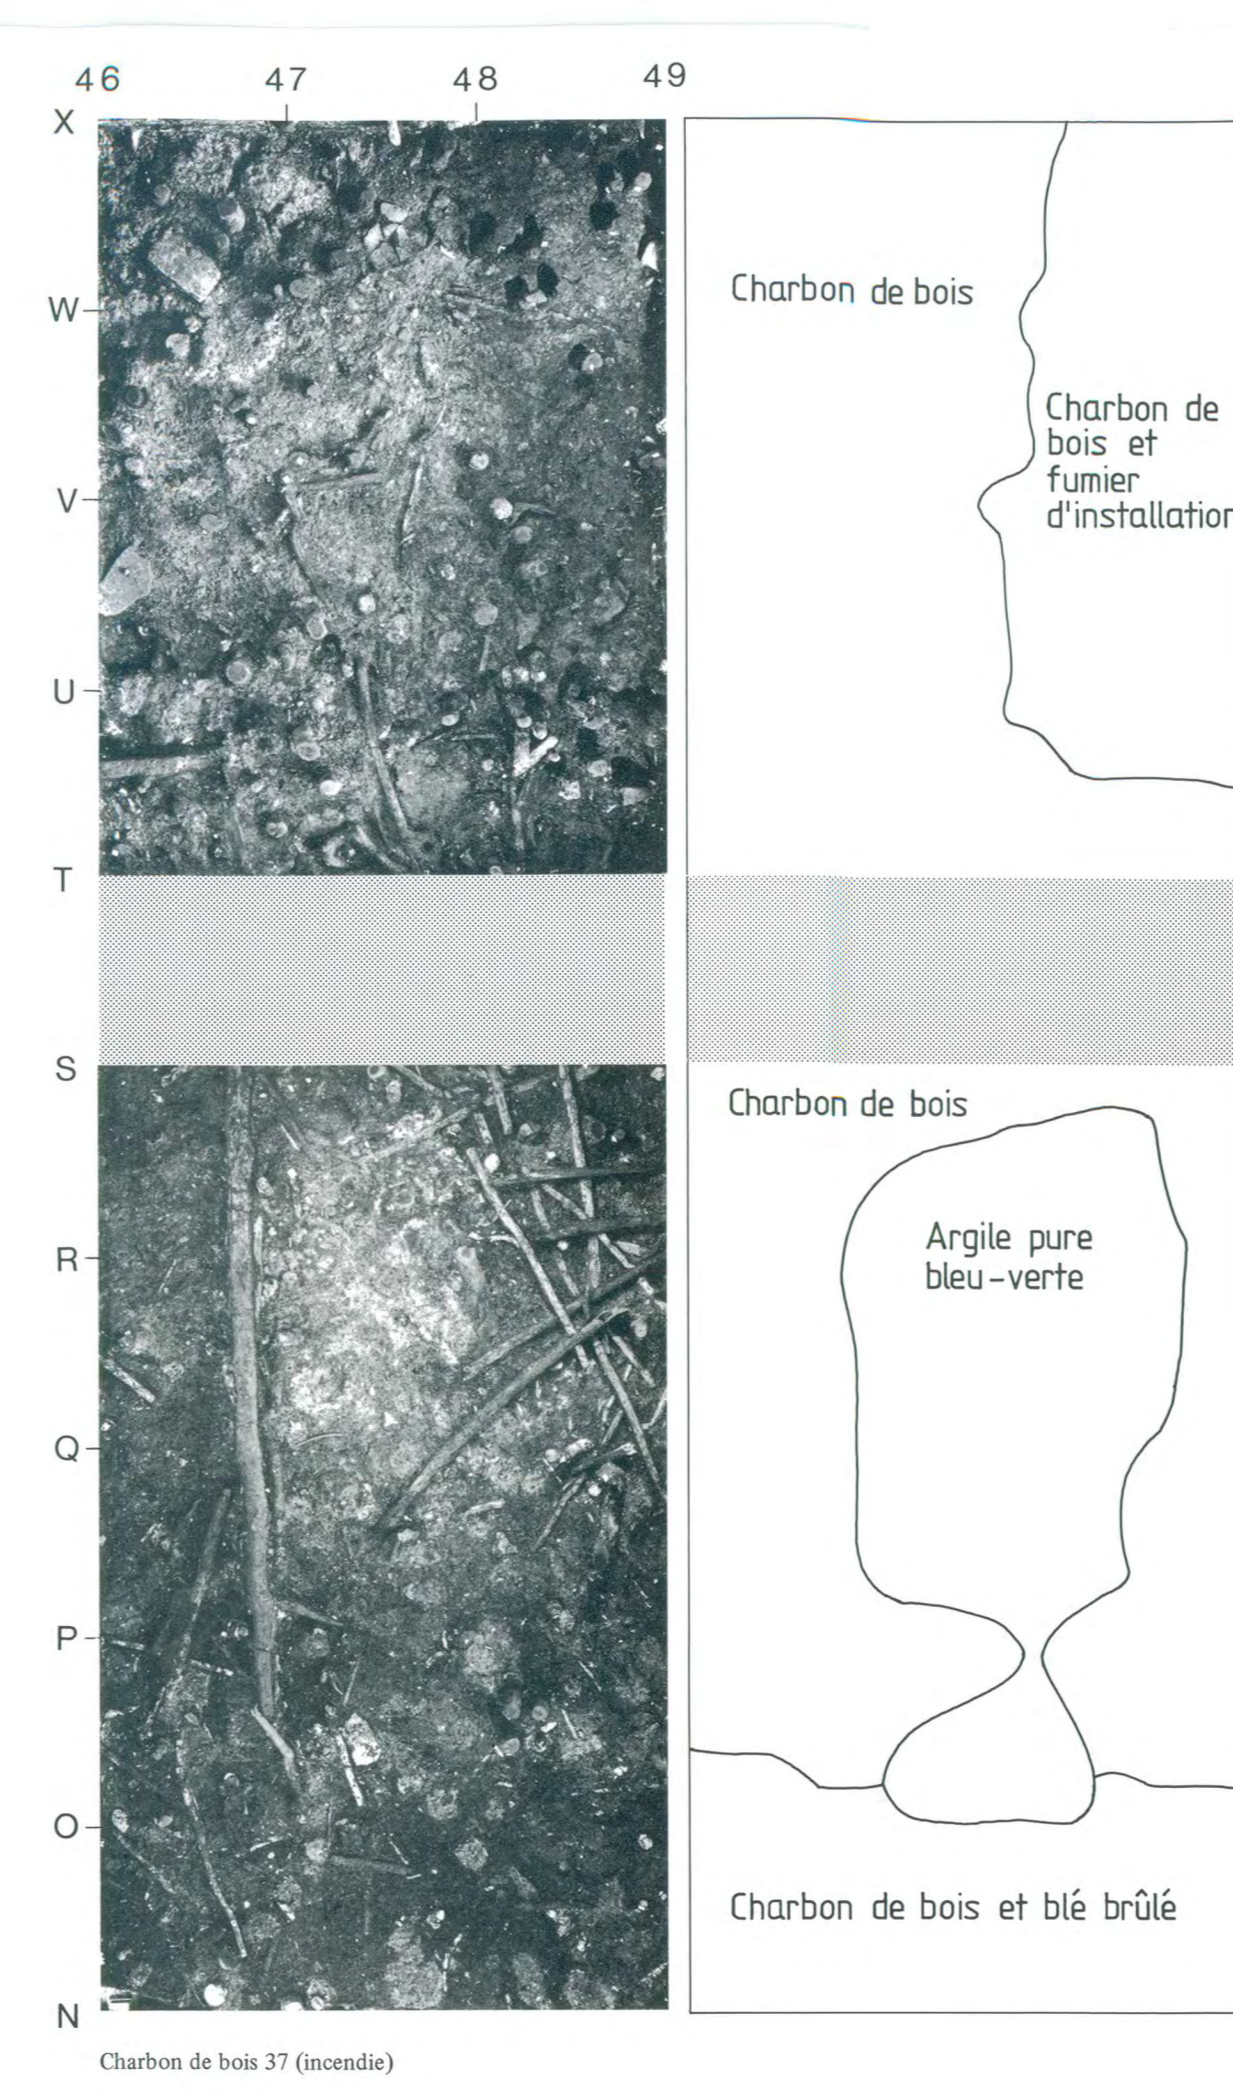 46 47 48 49
X
W
V
U
T
S
R
Q
P
O
N
Charbon de bois
Charbon de
bois et
fumier
d'installation
Charbon de bois
Argile pure
bleu-verte
Charbon de bois et blé brûlé
Charbon de bois 37 (incendie)